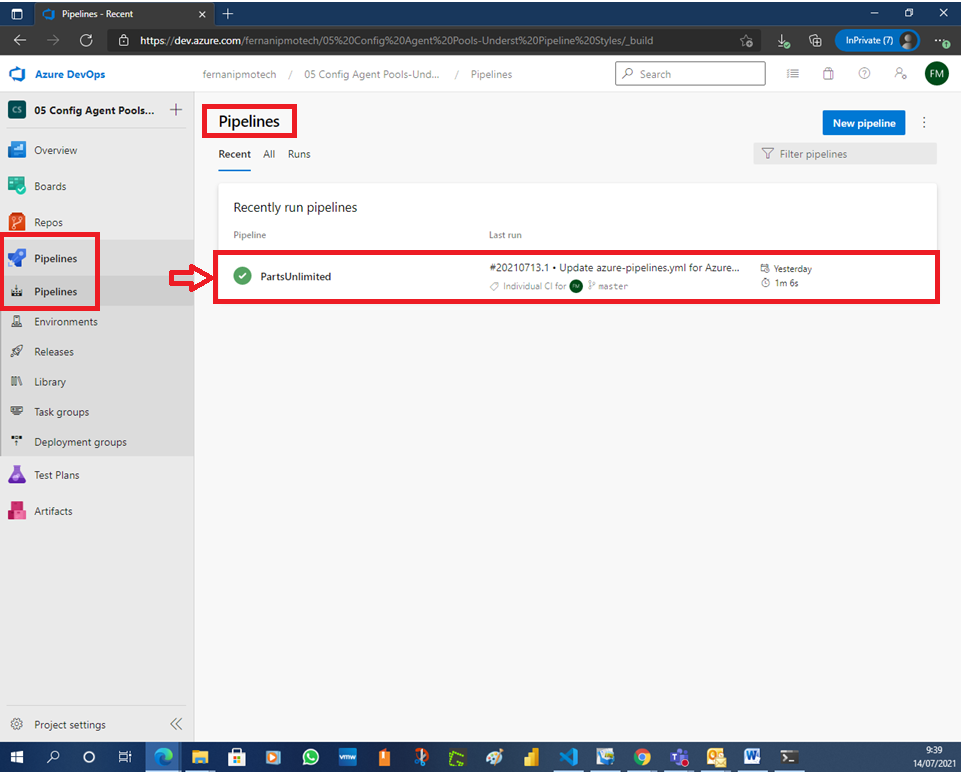 Pipelines - Recent
https://dev.azure.com/fernanipmotech/05%20Config%20Agent%20Pools-Underst%20Pipeline%20Styles/_build
InPrivate (7)
Azure DevOps
fernanipmotech / 05 Config Agent Pools-Und... / Pipelines
Search
FM
CS
05 Config Agent Pools...
Overview
Boards
Repos
Pipelines
Pipelines
Environments
Releases
Library
Task groups
Deployment groups
Test Plans
Artifacts
Project settings
Pipelines
New pipeline
Recent All Runs
Filter pipelines
Recently run pipelines
Pipeline Last run
PartsUnlimited
#20210713.1 • Update azure-pipelines.yml for Azure...
Individual CI for FM master
Yesterday
1m 6s
vmw
9:39
14/07/2021